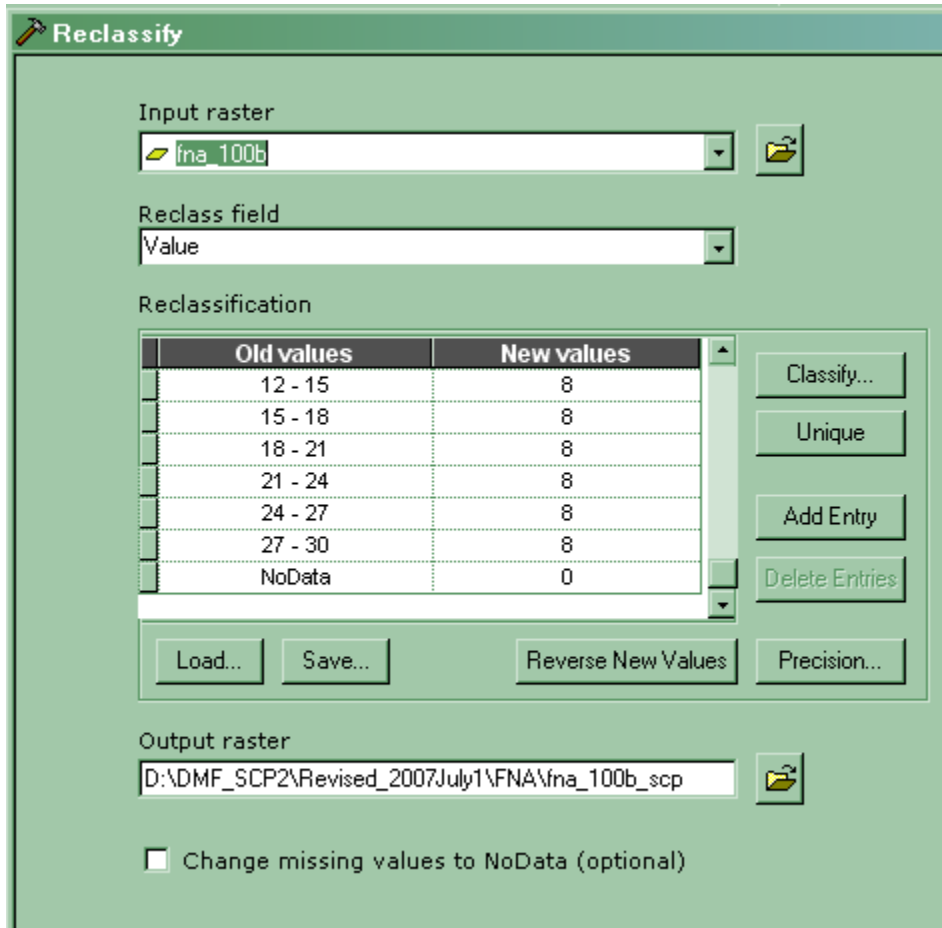 Reclassify
Input raster
fna_100b
Reclass field
Value
Reclassification
Old values New values
12 - 15 8
15 - 18 8
18 - 21 8
21 - 24 8
24 - 27 8
27 - 30 8
NoData 0
Classify...
Unique
Add Entry
Delete Entries
Load... Save... Reverse New Values Precision...
Output raster
D:\DMF_SCP2\Revised_2007July1\FNA\fna_100b_scp
Change missing values to NoData (optional)